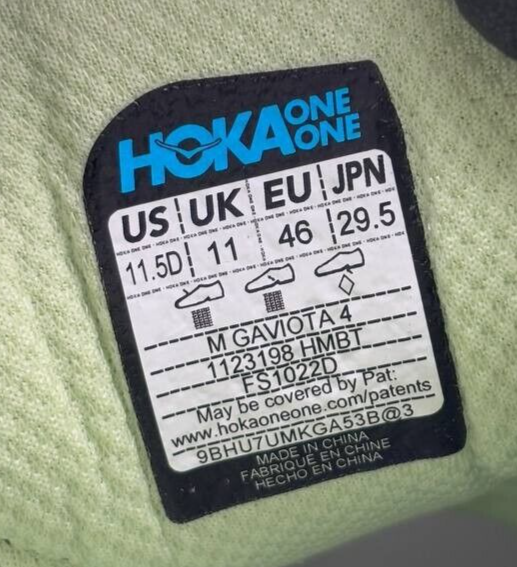 HOKA ONE ONE
US UK EU JPN
11.5D 11 46 29.5
M GAVIOTA 4
1123198 HMBT
FS1022D
May be covered by Pat:
www.hokaoneone.com/patents
9BHU7UMKGA53B@3
MADE IN CHINA
FABRIQUE EN CHINE
HECHO EN CHINA